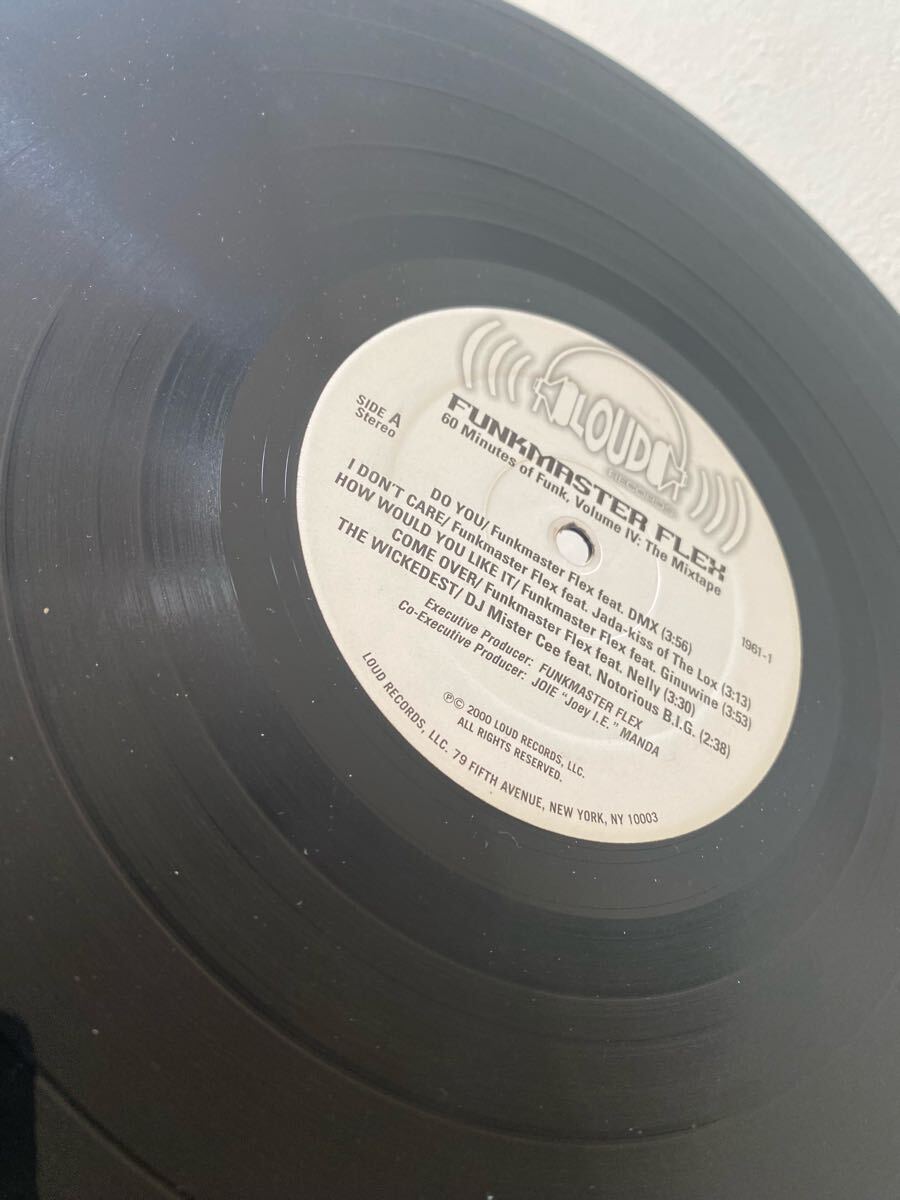 LOUD
RECORDS
FUNKMASTER FLEX
60 Minutes of Funk, Volume IV: The Mixtape
SIDE A
Stereo
1961-1
DO YOU/ Funkmaster Flex feat. DMX (3:56)
I DON'T CARE/ Funkmaster Flex feat. Jada-kiss of The Lox (3:13)
HOW WOULD YOU LIKE IT/ Funkmaster Flex feat. Ginuwine (3:53)
COME OVER/ Funkmaster Flex feat. Nelly (3:30)
THE WICKEDEST/ DJ Mister Cee feat. Notorious B.I.G. (2:38)
Executive Producer: FUNKMASTER FLEX
Co-Executive Producer: JOIE "Joey I.E." MANDA
℗© 2000 LOUD RECORDS, LLC.
ALL RIGHTS RESERVED.
LOUD RECORDS, LLC. 79 FIFTH AVENUE, NEW YORK, NY 10003